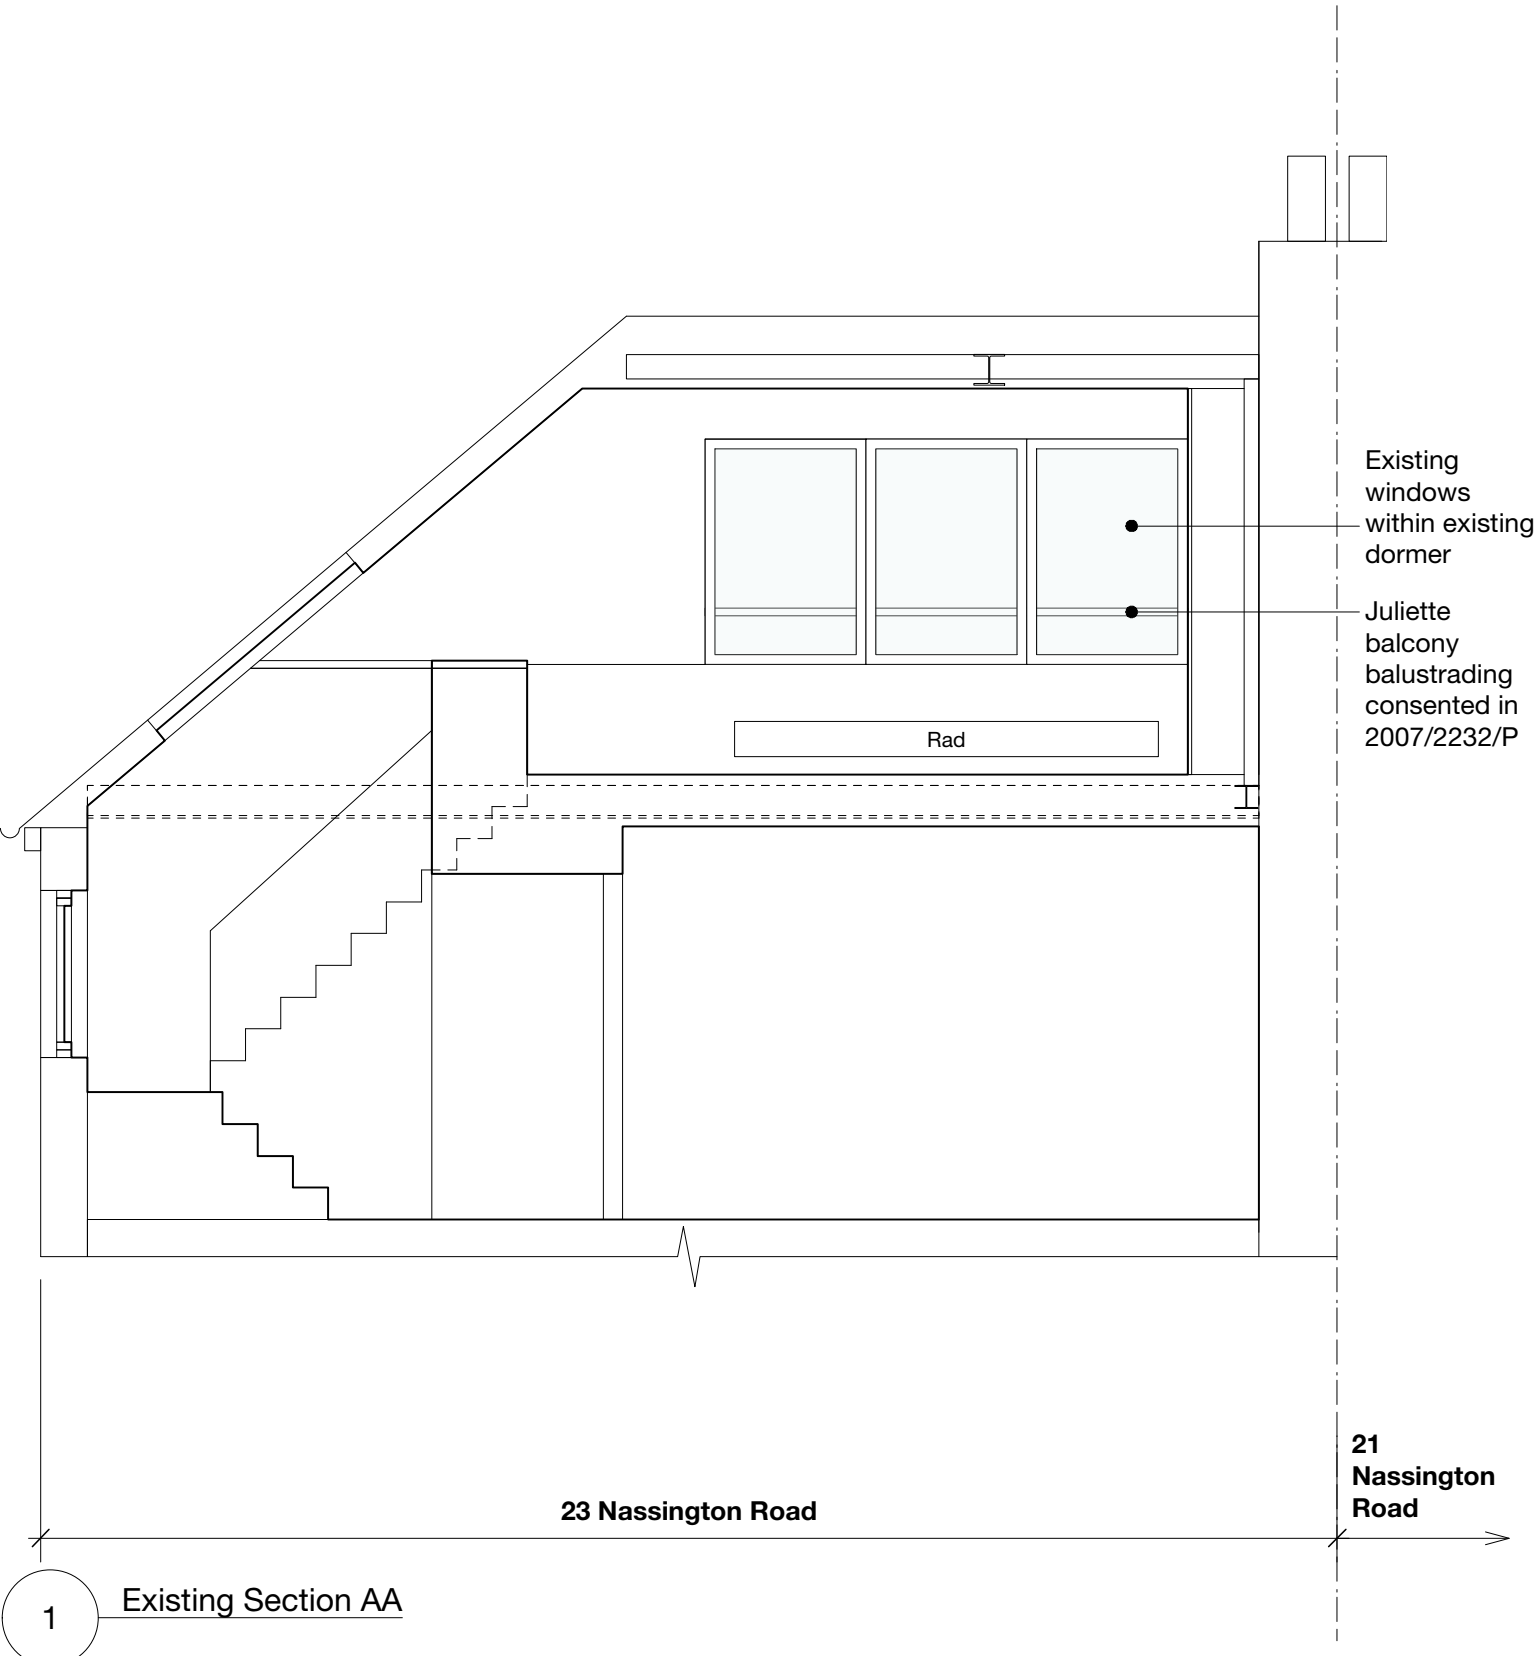 Existing
windows
within existing
dormer
Juliette
balcony
balustrading
consented in
2007/2232/P
Rad
21
Nassington
Road
23 Nassington Road
1
Existing Section AA